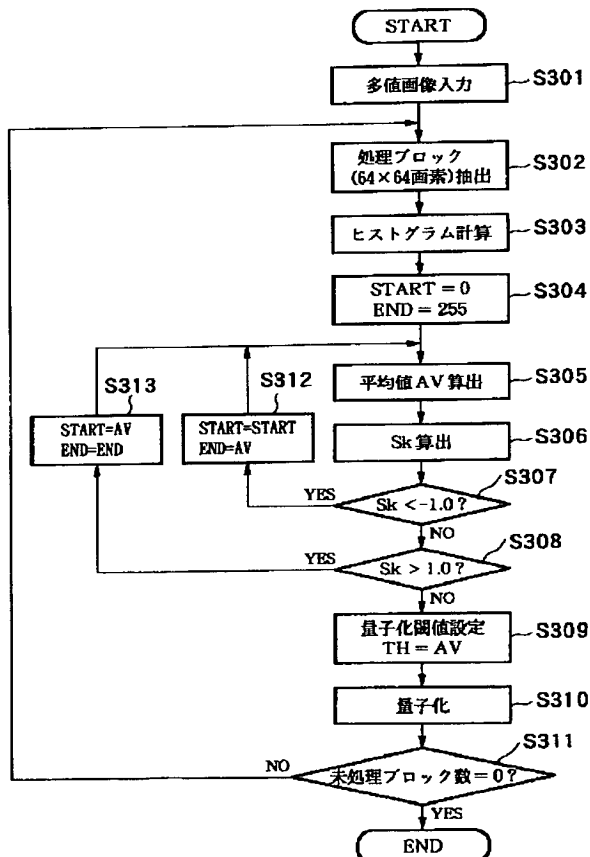 START
多値画像入力
S301
処理ブロック
(64×64画素)抽出
S302
ヒストグラム計算
S303
START = 0
END = 255
S304
平均値 AV 算出
S305
Sk 算出
S306
S313
START=AV
END=END
S312
START=START
END=AV
S307
Sk < -1.0 ?
YES
NO
S308
Sk > 1.0 ?
YES
NO
量子化閾値設定
TH = AV
S309
量子化
S310
S311
未処理ブロック数 = 0 ?
NO
YES
END